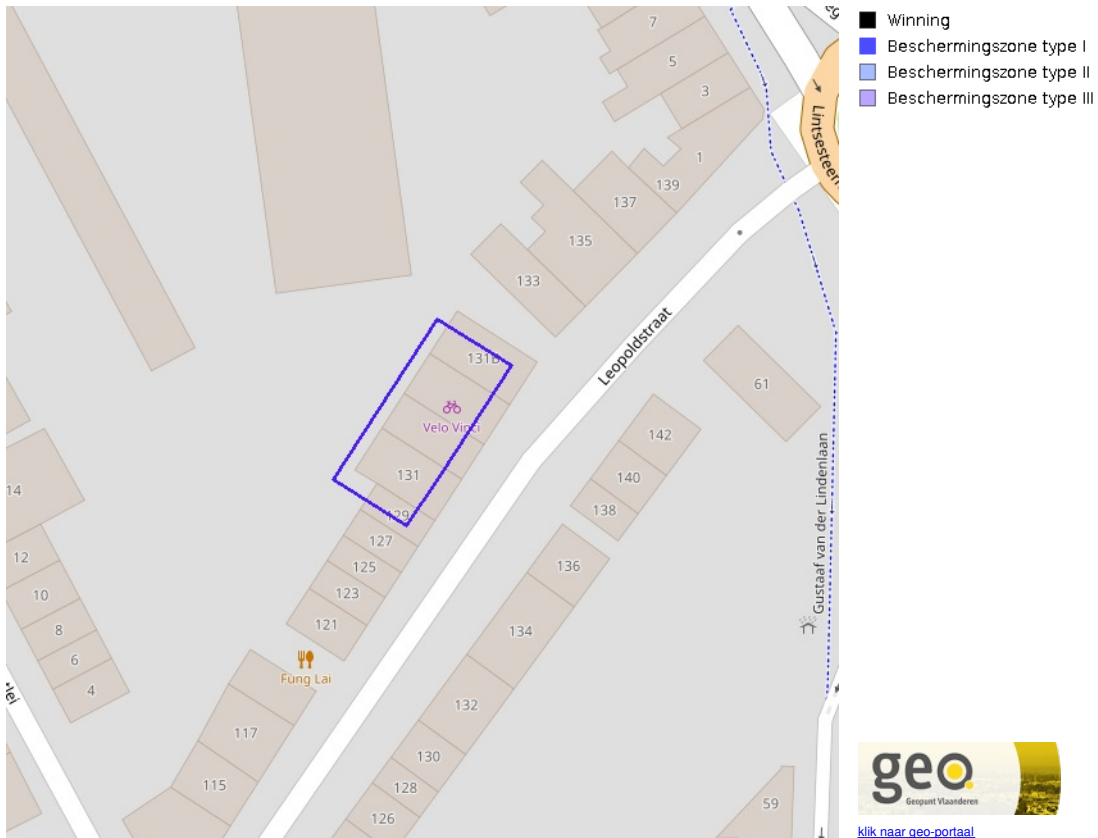 Winning
Beschermingszone type I
Beschermingszone type II
Beschermingszone type III
7
5
3
1
Lintsesteen
139
137
135
133
131B
Velo Vinci
131
129
127
125
123
121
Fung Lai
117
115
Leopoldstraat
61
142
140
138
136
134
132
130
128
126
59
Gustaaf van der Lindenlaan
14
12
10
8
6
4
geo
Geopunt Vlaanderen
klik naar geo-portaal